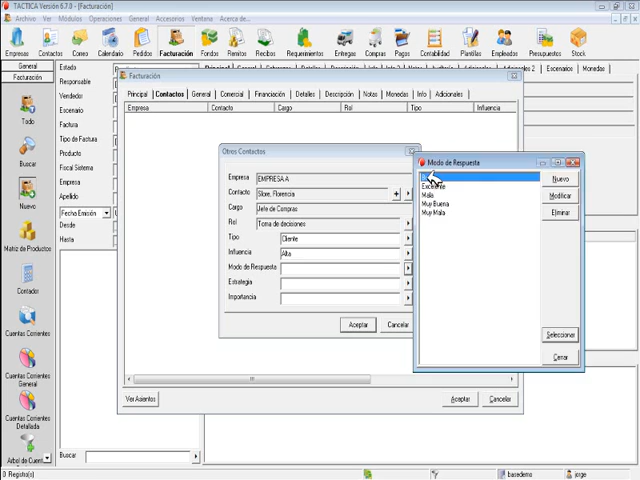 TACTICA Versión 6.7.0 - [Facturación]
Archivo Ver Módulos Operaciones General Accesorios Ventana Acerca de...
Empresas Contactos Correo Calendario Pedidos Facturación Fondos Remitos Recibos Requerimientos Entregas Compras Pagos Contabilidad Plantillas Empleados Presupuestos Stock
General
Facturación
Todo
Buscar
Nuevo
Matriz de Productos
Contador
Cuentas Corrientes
Cuentas Corrientes General
Cuentas Corrientes Detallada
Arbol de Cuen
Estado
Responsable
Vendedor
Escenario
Factura
Tipo de Factura
Producto
Fiscal Sistema
Empresa
Apellido
Fecha Emisión
Desde
Hasta
Buscar
Escenarios Monedas
Facturación
Principal Contactos General Comercial Financiación Detalles Descripción Notas Monedas Info Adicionales
Empresa Contacto Cargo Rol Tipo Influencia
Otros Contactos
Empresa EMPRESA A
Contacto Slore, Florencia
Cargo Jefe de Compras
Rol Toma de decisiones
Tipo Cliente
Influencia Alta
Modo de Respuesta
Estrategia
Importancia
Aceptar Cancelar
Modo de Respuesta
Excelente
Mala
Muy Buena
Muy Mala
Nuevo
Modificar
Eliminar
Seleccionar
Cerrar
Ver Asientos Aceptar Cancelar
0 Registro(s) basedemo jorge